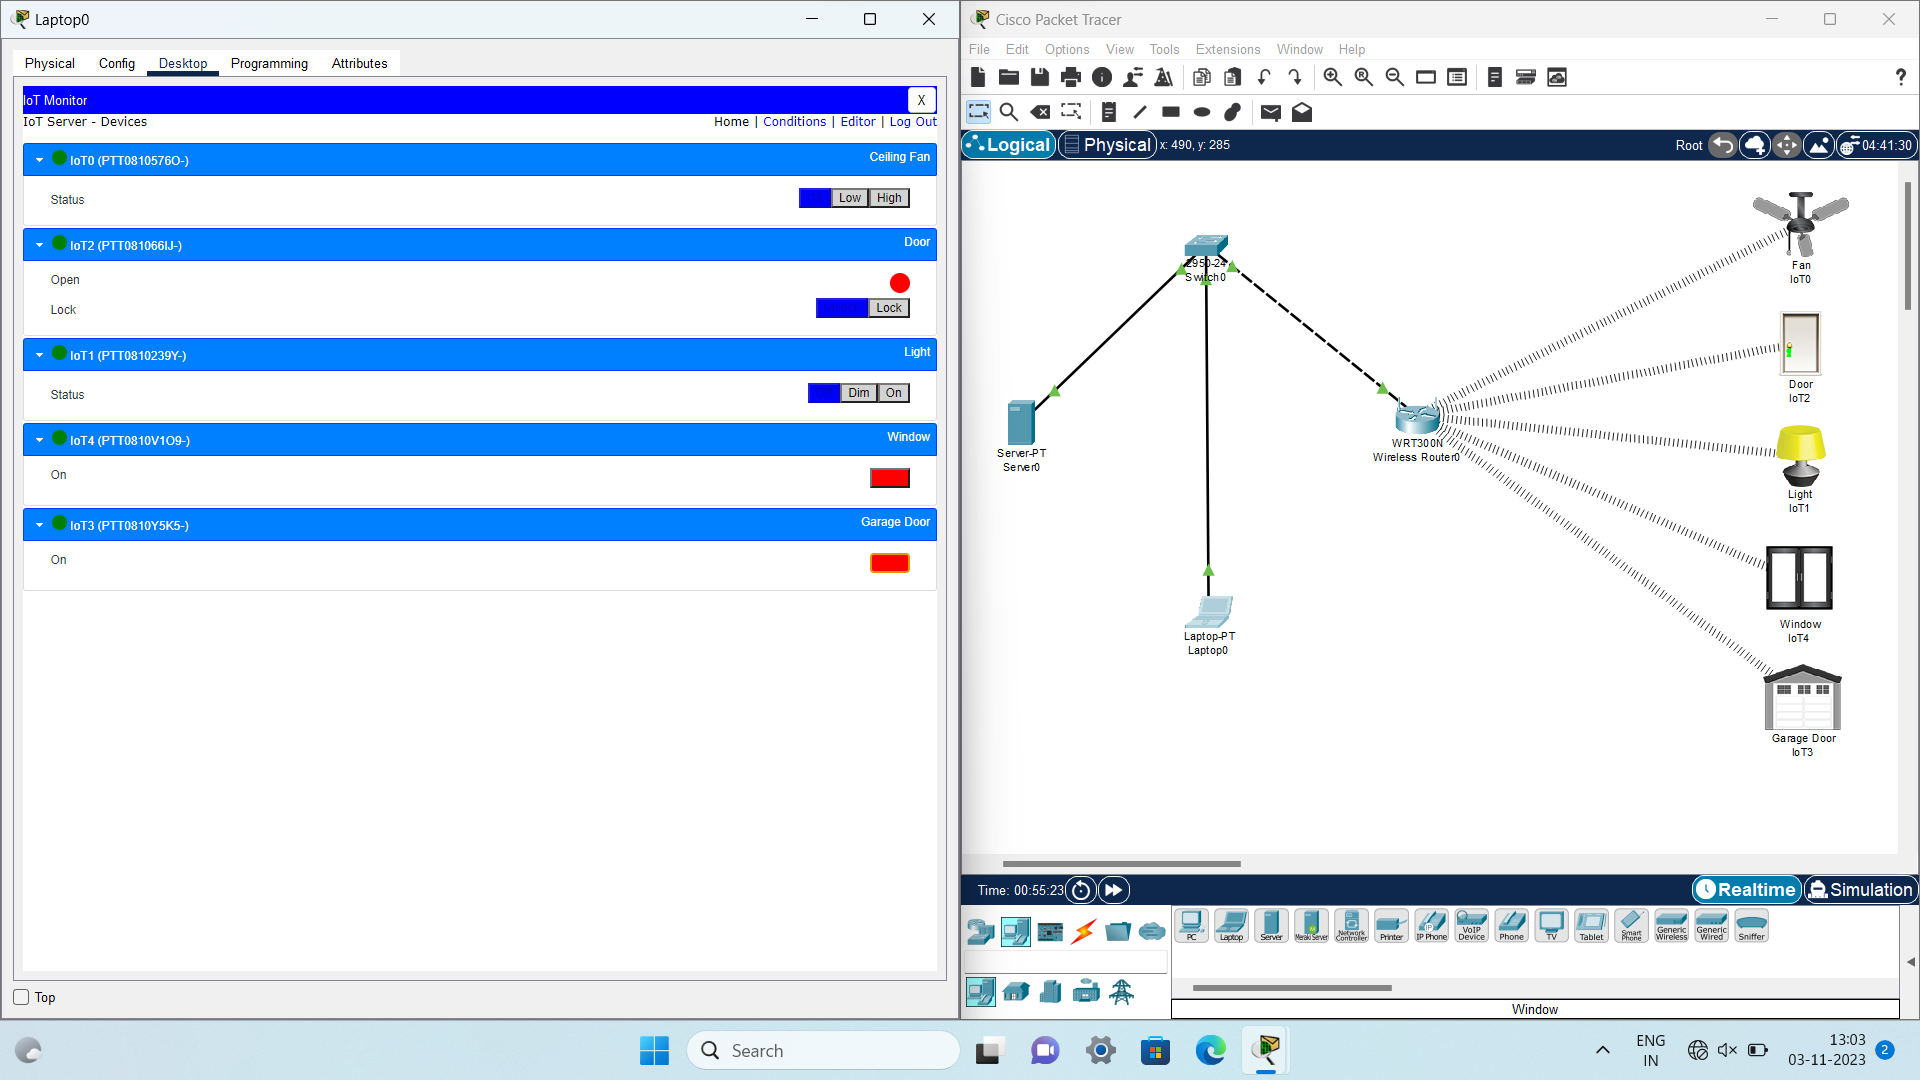 Laptop0
Physical
Config
Desktop
Programming
Attributes
IoT Monitor
X
IoT Server - Devices
Home | Conditions | Editor | Log Out
IoT0 (PTT0810576O-)
Ceiling Fan
Status
Low
High
IoT2 (PTT081066IJ-)
Door
Open
Lock
Lock
IoT1 (PTT0810239Y-)
Light
Status
Dim
On
IoT4 (PTT0810V1O9-)
Window
On
IoT3 (PTT0810Y5K5-)
Garage Door
On
Top
Cisco Packet Tracer
File Edit Options View Tools Extensions Window Help
?
Logical
Physical
x: 490, y: 285
Root
04:41:30
2950-24
Switch0
Server-PT
Server0
Laptop-PT
Laptop0
WRT300N
Wireless Router0
Fan
IoT0
Door
IoT2
Light
IoT1
Window
IoT4
Garage Door
IoT3
Time: 00:55:23
Realtime
Simulation
PC
Laptop
Server
Meraki Server
Network Controller
Printer
IP Phone
VoIP Device
Phone
TV
Tablet
Smart Phone
Generic Wireless
Generic Wired
Sniffer
Window
Search
ENG
IN
13:03
03-11-2023
2